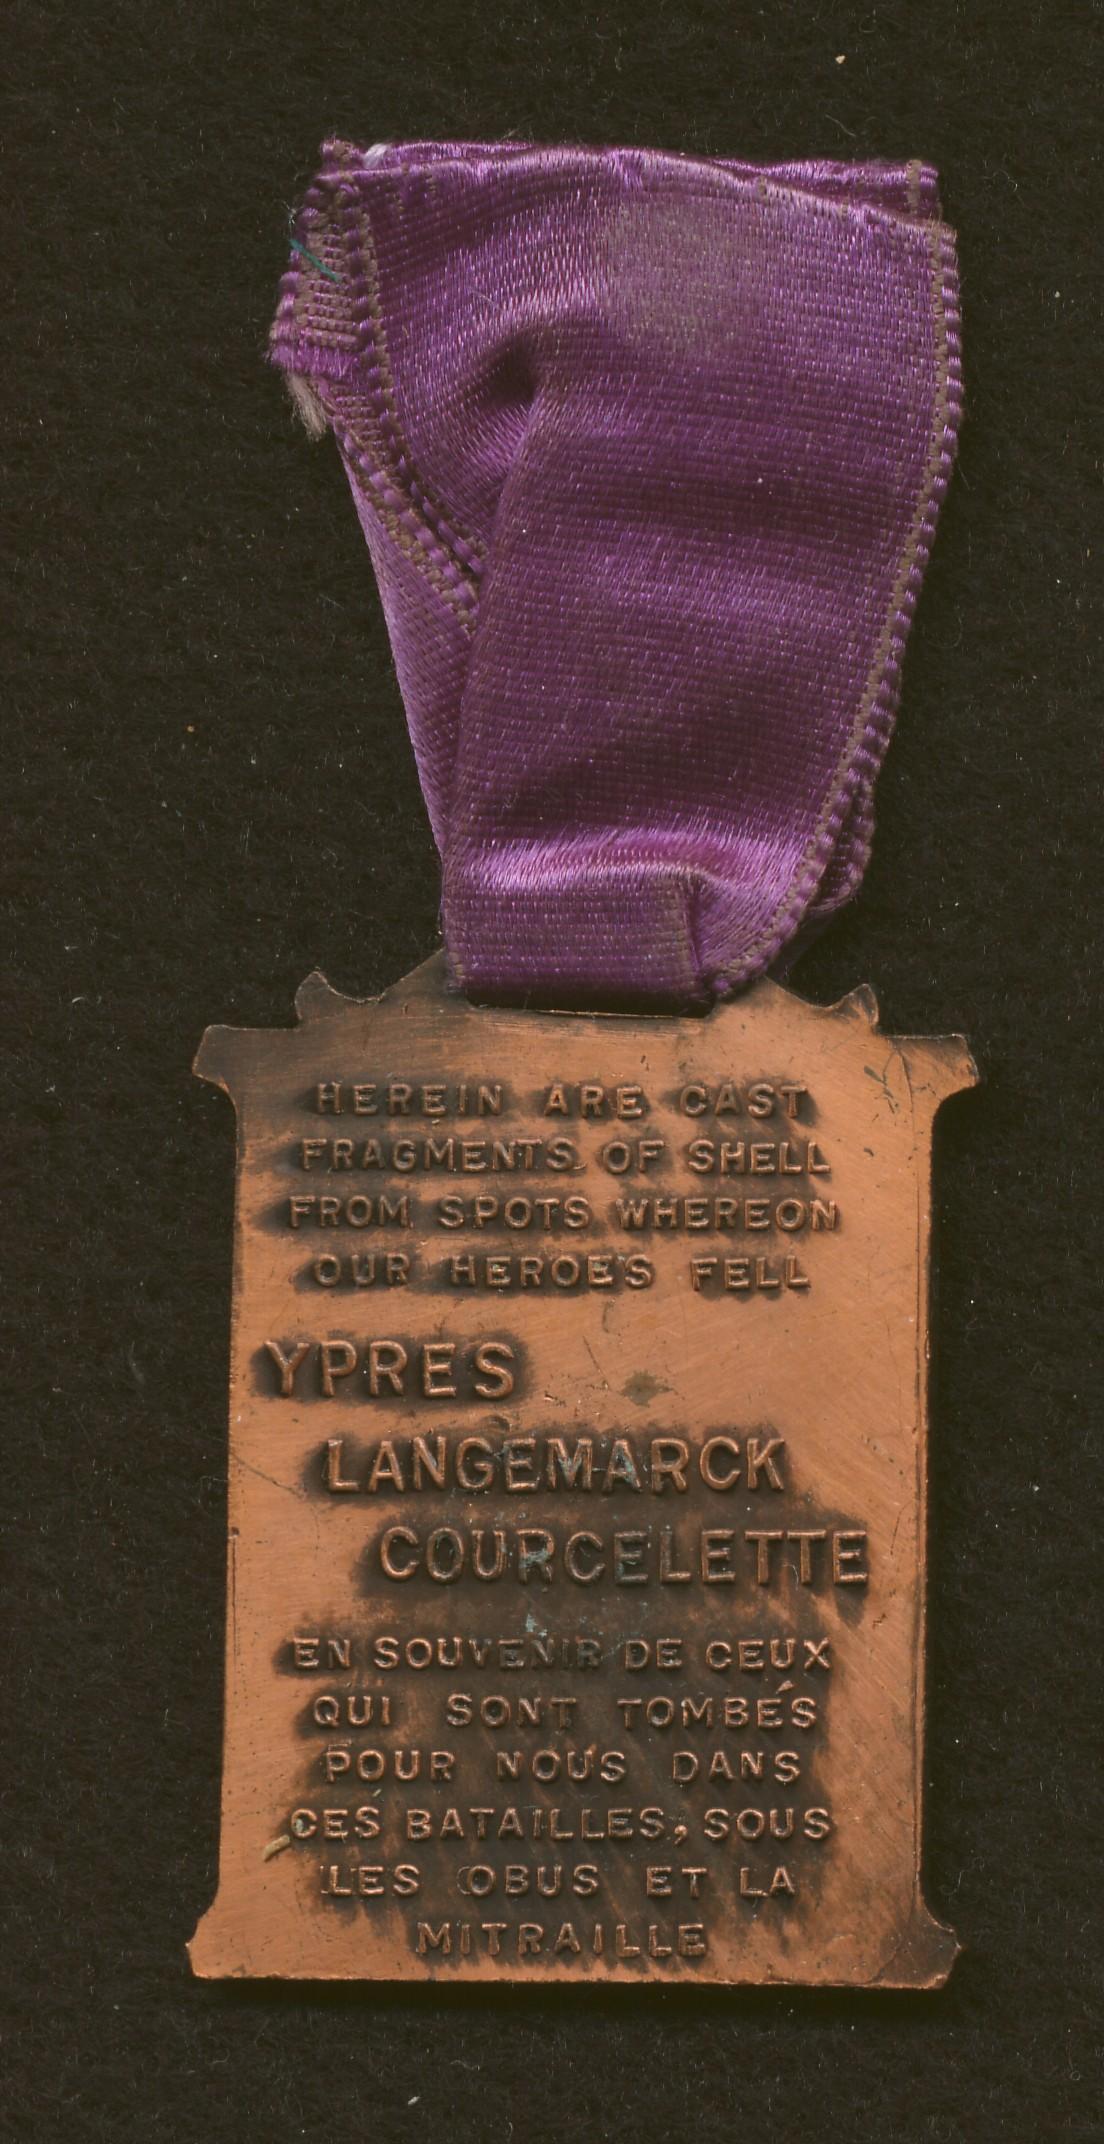 HEREIN ARE CAST
FRAGMENTS OF SHELL
FROM SPOTS WHEREON
OUR HEROE'S FELL
YPRES
LANGEMARCK
COURCELETTE
EN SOUVENIR DE CEUX
QUI SONT TOMBÉS
POUR NOUS DANS
CES BATAILLES, SOUS
LES OBUS ET LA
MITRAILLE